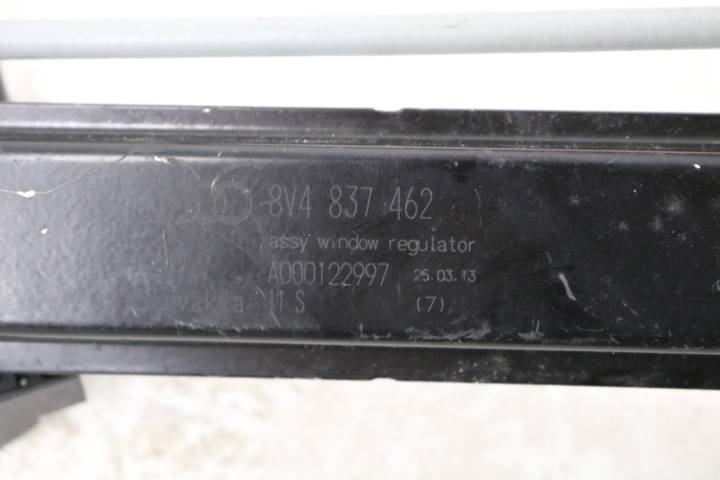 8V4 837 462
assy window regulator
A000122997 25.03.13
(7)